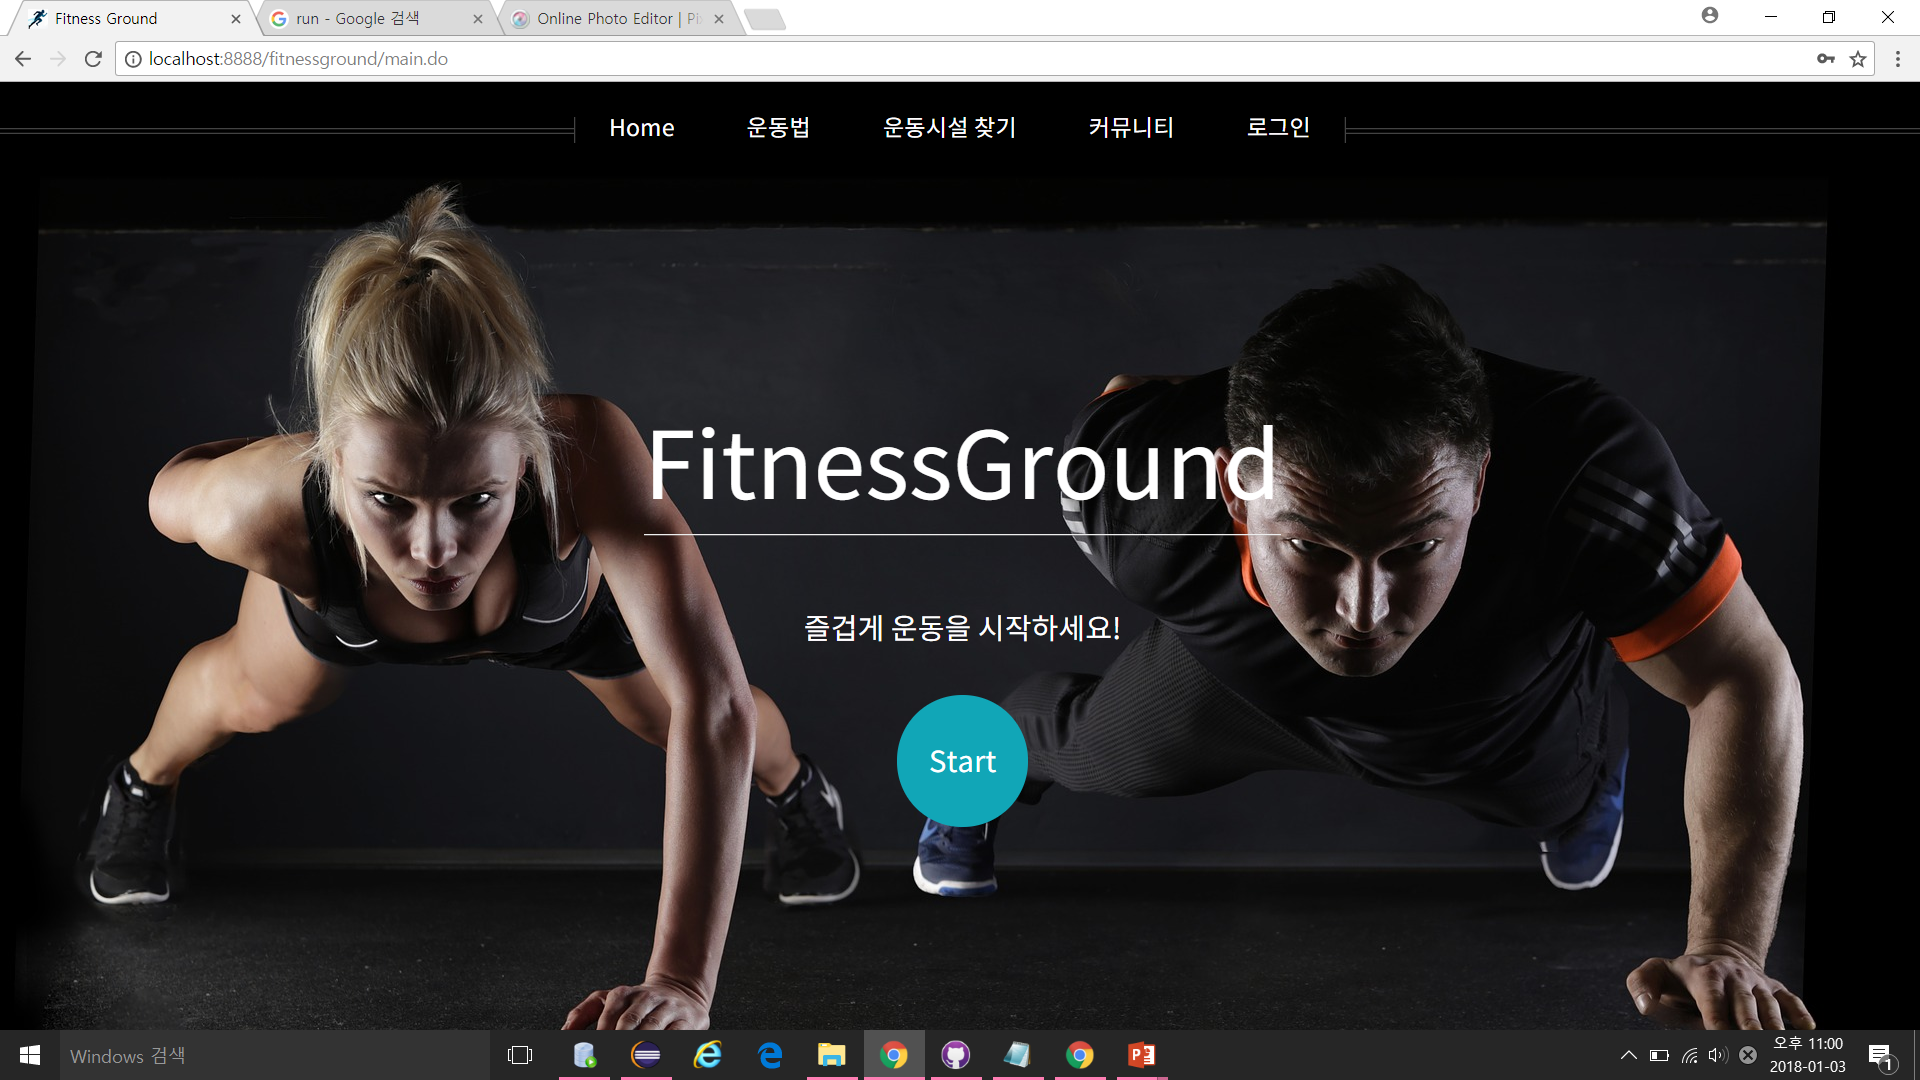 Fitness Ground
run - Google 검색
Online Photo Editor | Pi
localhost:8888/fitnessground/main.do
Home
운동법
운동시설 찾기
커뮤니티
로그인
FitnessGround
즐겁게 운동을 시작하세요!
Start
Windows 검색
오후 11:00
2018-01-03
1